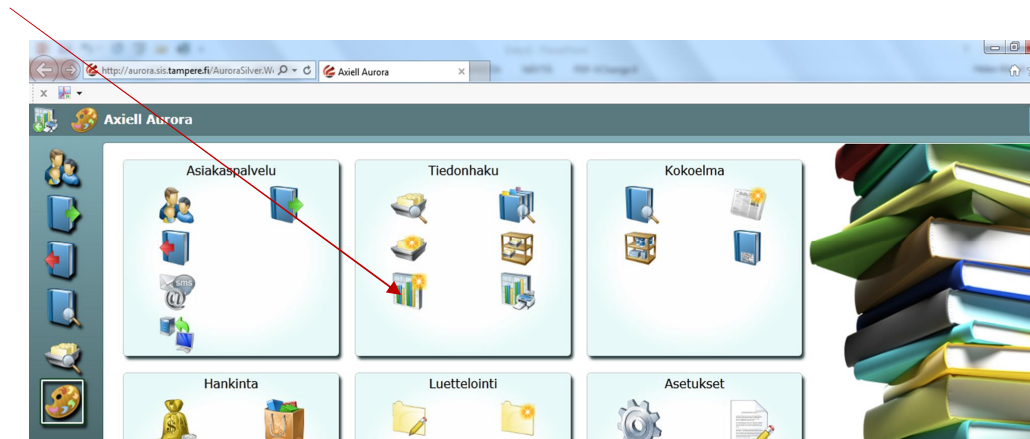 http://aurora.sis.tampere.fi/AuroraSilver.W
Axiell Aurora
Axiell Aurora
Asiakaspalvelu
Tiedonhaku
Kokoelma
sms
@
Hankinta
Luettelointi
Asetukset